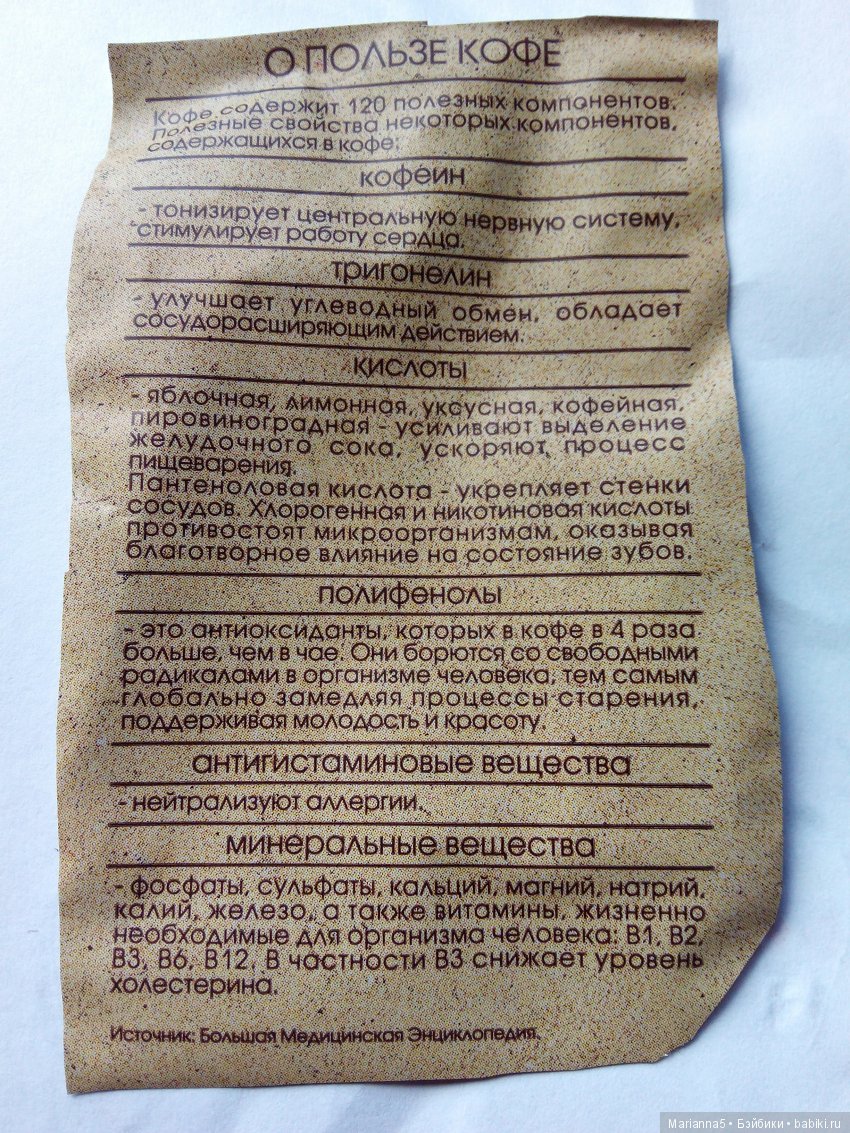 О ПОЛЬЗЕ КОФЕ
Кофе содержит 120 полезных компонентов.
Полезные свойства некоторых компонентов,
содержащихся в кофе:
кофеин
- тонизирует центральную нервную систему,
стимулирует работу сердца.
тригонелин
- улучшает углеводный обмен, обладает
сосудорасширяющим действием.
кислоты
- яблочная, лимонная, уксусная, кофейная,
пировиноградная - усиливают выделение
желудочного сока, ускоряют процесс
пищеварения.
Пантеноловая кислота - укрепляет стенки
сосудов. Хлорогенная и никотиновая кислоты
противостоят микроорганизмам, оказывая
благотворное влияние на состояние зубов.
полифенолы
- это антиоксиданты, которых в кофе в 4 раза
больше, чем в чае. Они борются со свободными
радикалами в организме человека, тем самым
глобально замедляя процессы старения,
поддерживая молодость и красоту.
антигистаминовые вещества
- нейтрализуют аллергии.
минеральные вещества
- фосфаты, сульфаты, кальций, магний, натрий,
калий, железо, а также витамины, жизненно
необходимые для организма человека: В1, В2,
В3, В6, В12. В частности В3 снижает уровень
холестерина.
Источник: Большая Медицинская Энциклопедия.
Marianna5 • Бэйбики • babiki.ru